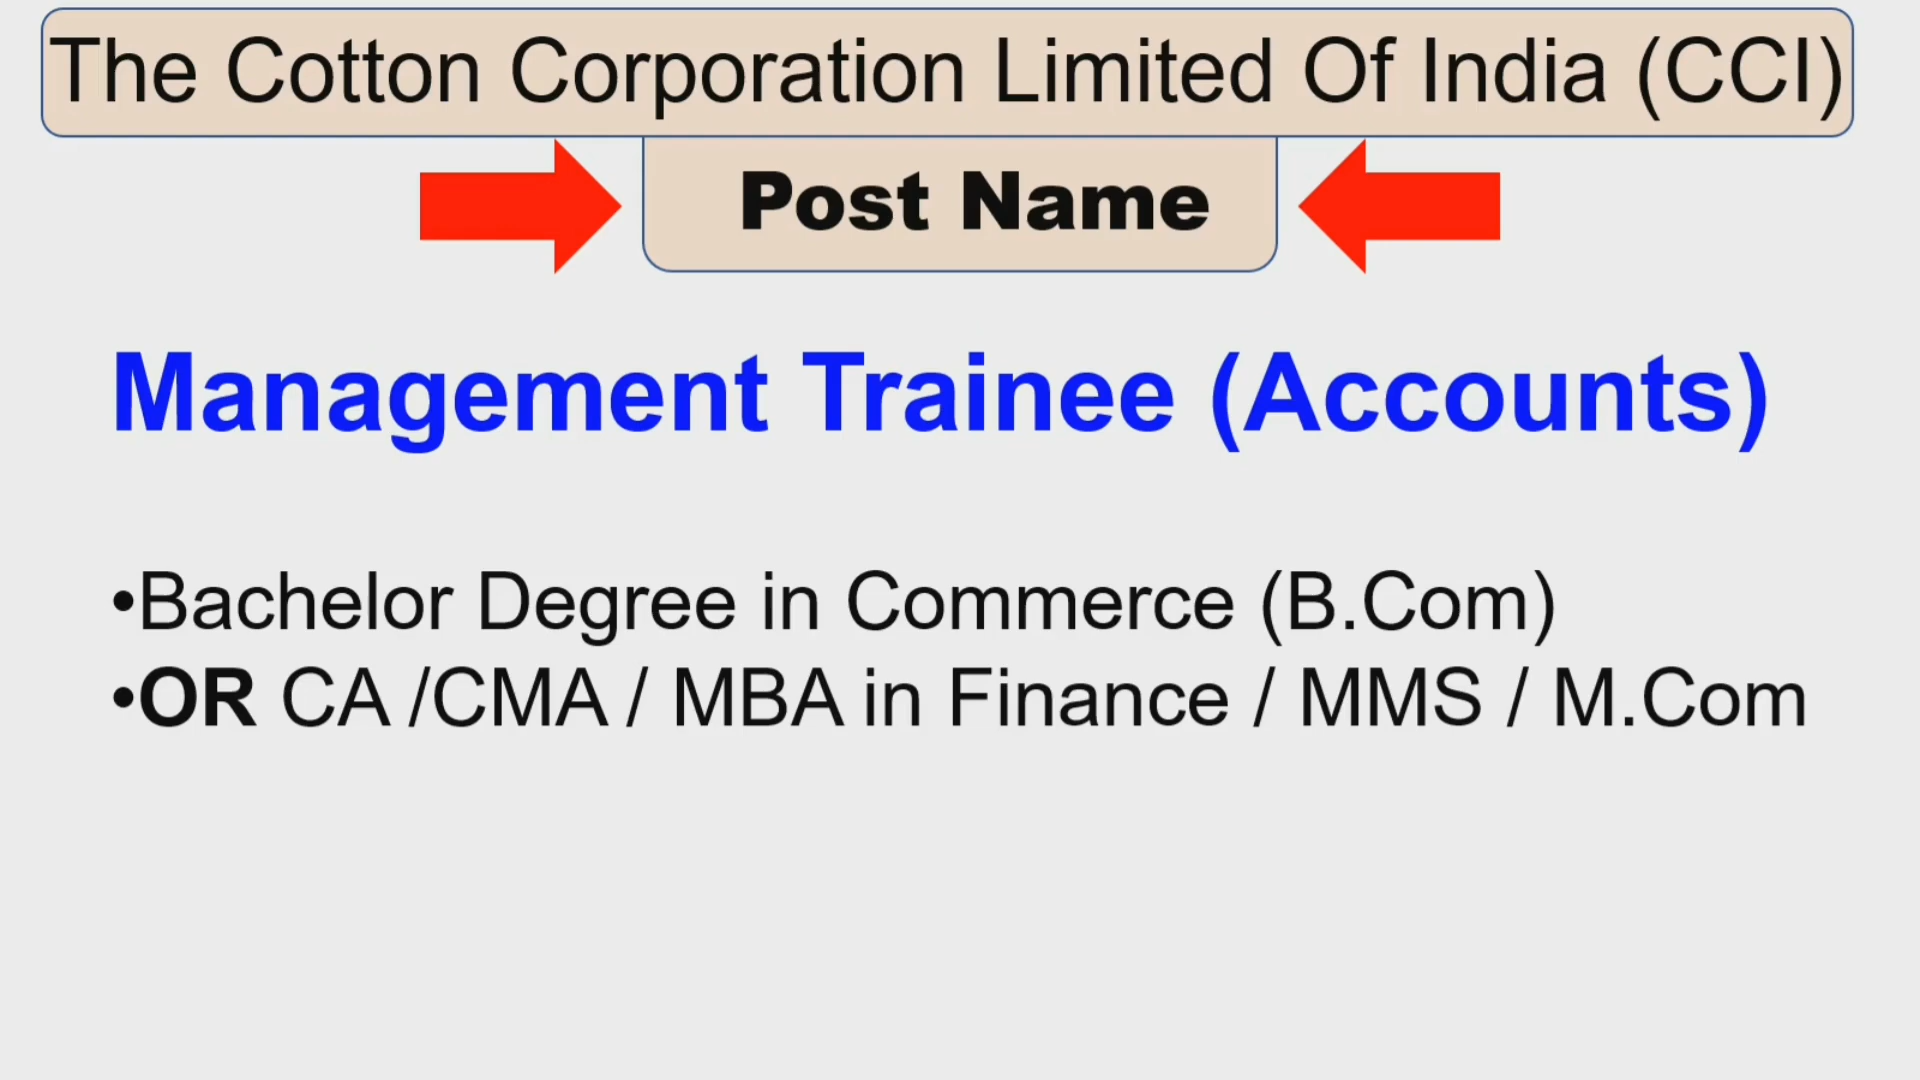 The Cotton Corporation Limited Of India (CCI)
Post Name
Management Trainee (Accounts)
•Bachelor Degree in Commerce (B.Com)
•OR CA /CMA / MBA in Finance / MMS / M.Com